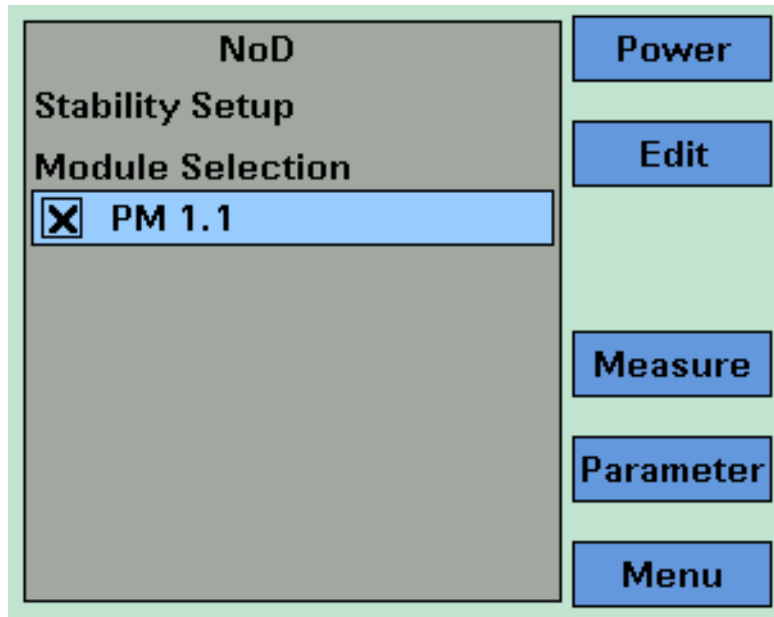 NoD
Stability Setup
Module Selection
PM 1.1
Power
Edit
Measure
Parameter
Menu